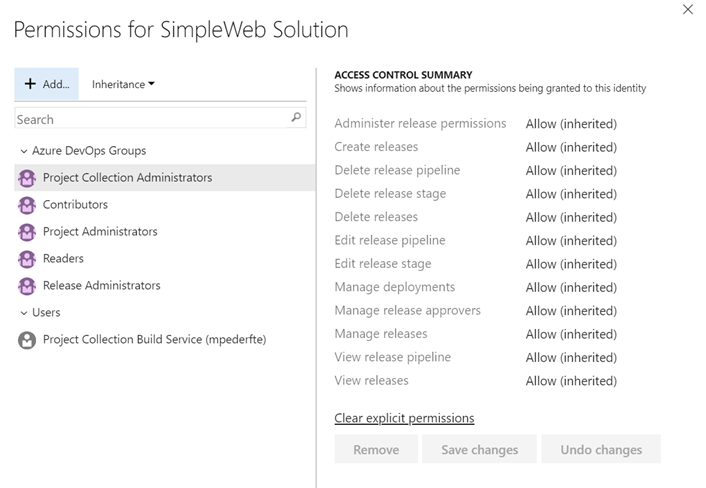 Permissions for SimpleWeb Solution
+ Add... Inheritance
Search
Azure DevOps Groups
Project Collection Administrators
Contributors
Project Administrators
Readers
Release Administrators
Users
Project Collection Build Service (mpederfte)
ACCESS CONTROL SUMMARY
Shows information about the permissions being granted to this identity
Administer release permissions Allow (inherited)
Create releases Allow (inherited)
Delete release pipeline Allow (inherited)
Delete release stage Allow (inherited)
Delete releases Allow (inherited)
Edit release pipeline Allow (inherited)
Edit release stage Allow (inherited)
Manage deployments Allow (inherited)
Manage release approvers Allow (inherited)
Manage releases Allow (inherited)
View release pipeline Allow (inherited)
View releases Allow (inherited)
Clear explicit permissions
Remove Save changes Undo changes